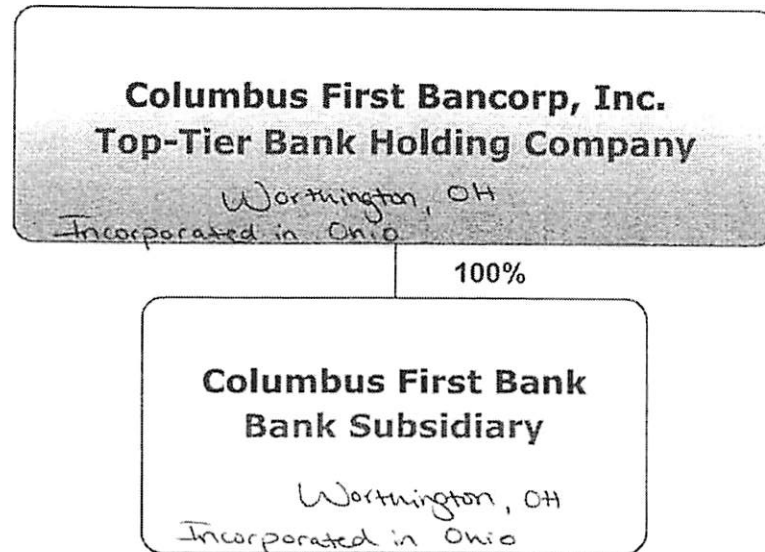 Columbus First Bancorp, Inc.
Top-Tier Bank Holding Company
Worthington, OH
Incorporated in Ohio
100%
Columbus First Bank
Bank Subsidiary
Worthington, OH
Incorporated in Ohio